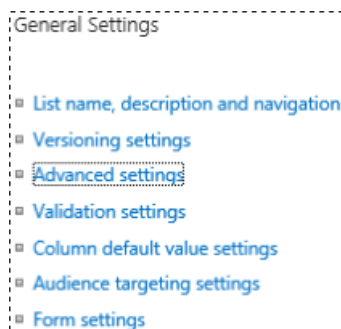 General Settings
List name, description and navigation
Versioning settings
Advanced settings
Validation settings
Column default value settings
Audience targeting settings
Form settings